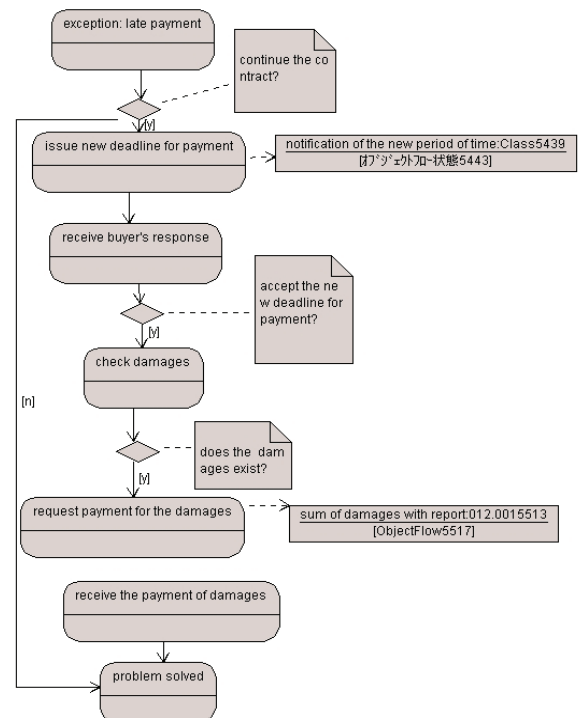 exception: late payment
continue the co
ntract?
[y]
issue new deadline for payment
notification of the new period of time:Class5439
[ｵﾌﾞｼﾞｪｸﾄﾌﾛｰ状態5443]
receive buyer's response
accept the ne
w deadline for
payment?
[y]
check damages
[n]
does the dam
ages exist?
[y]
request payment for the damages
sum of damages with report:012.0015513
[ObjectFlow5517]
receive the payment of damages
problem solved